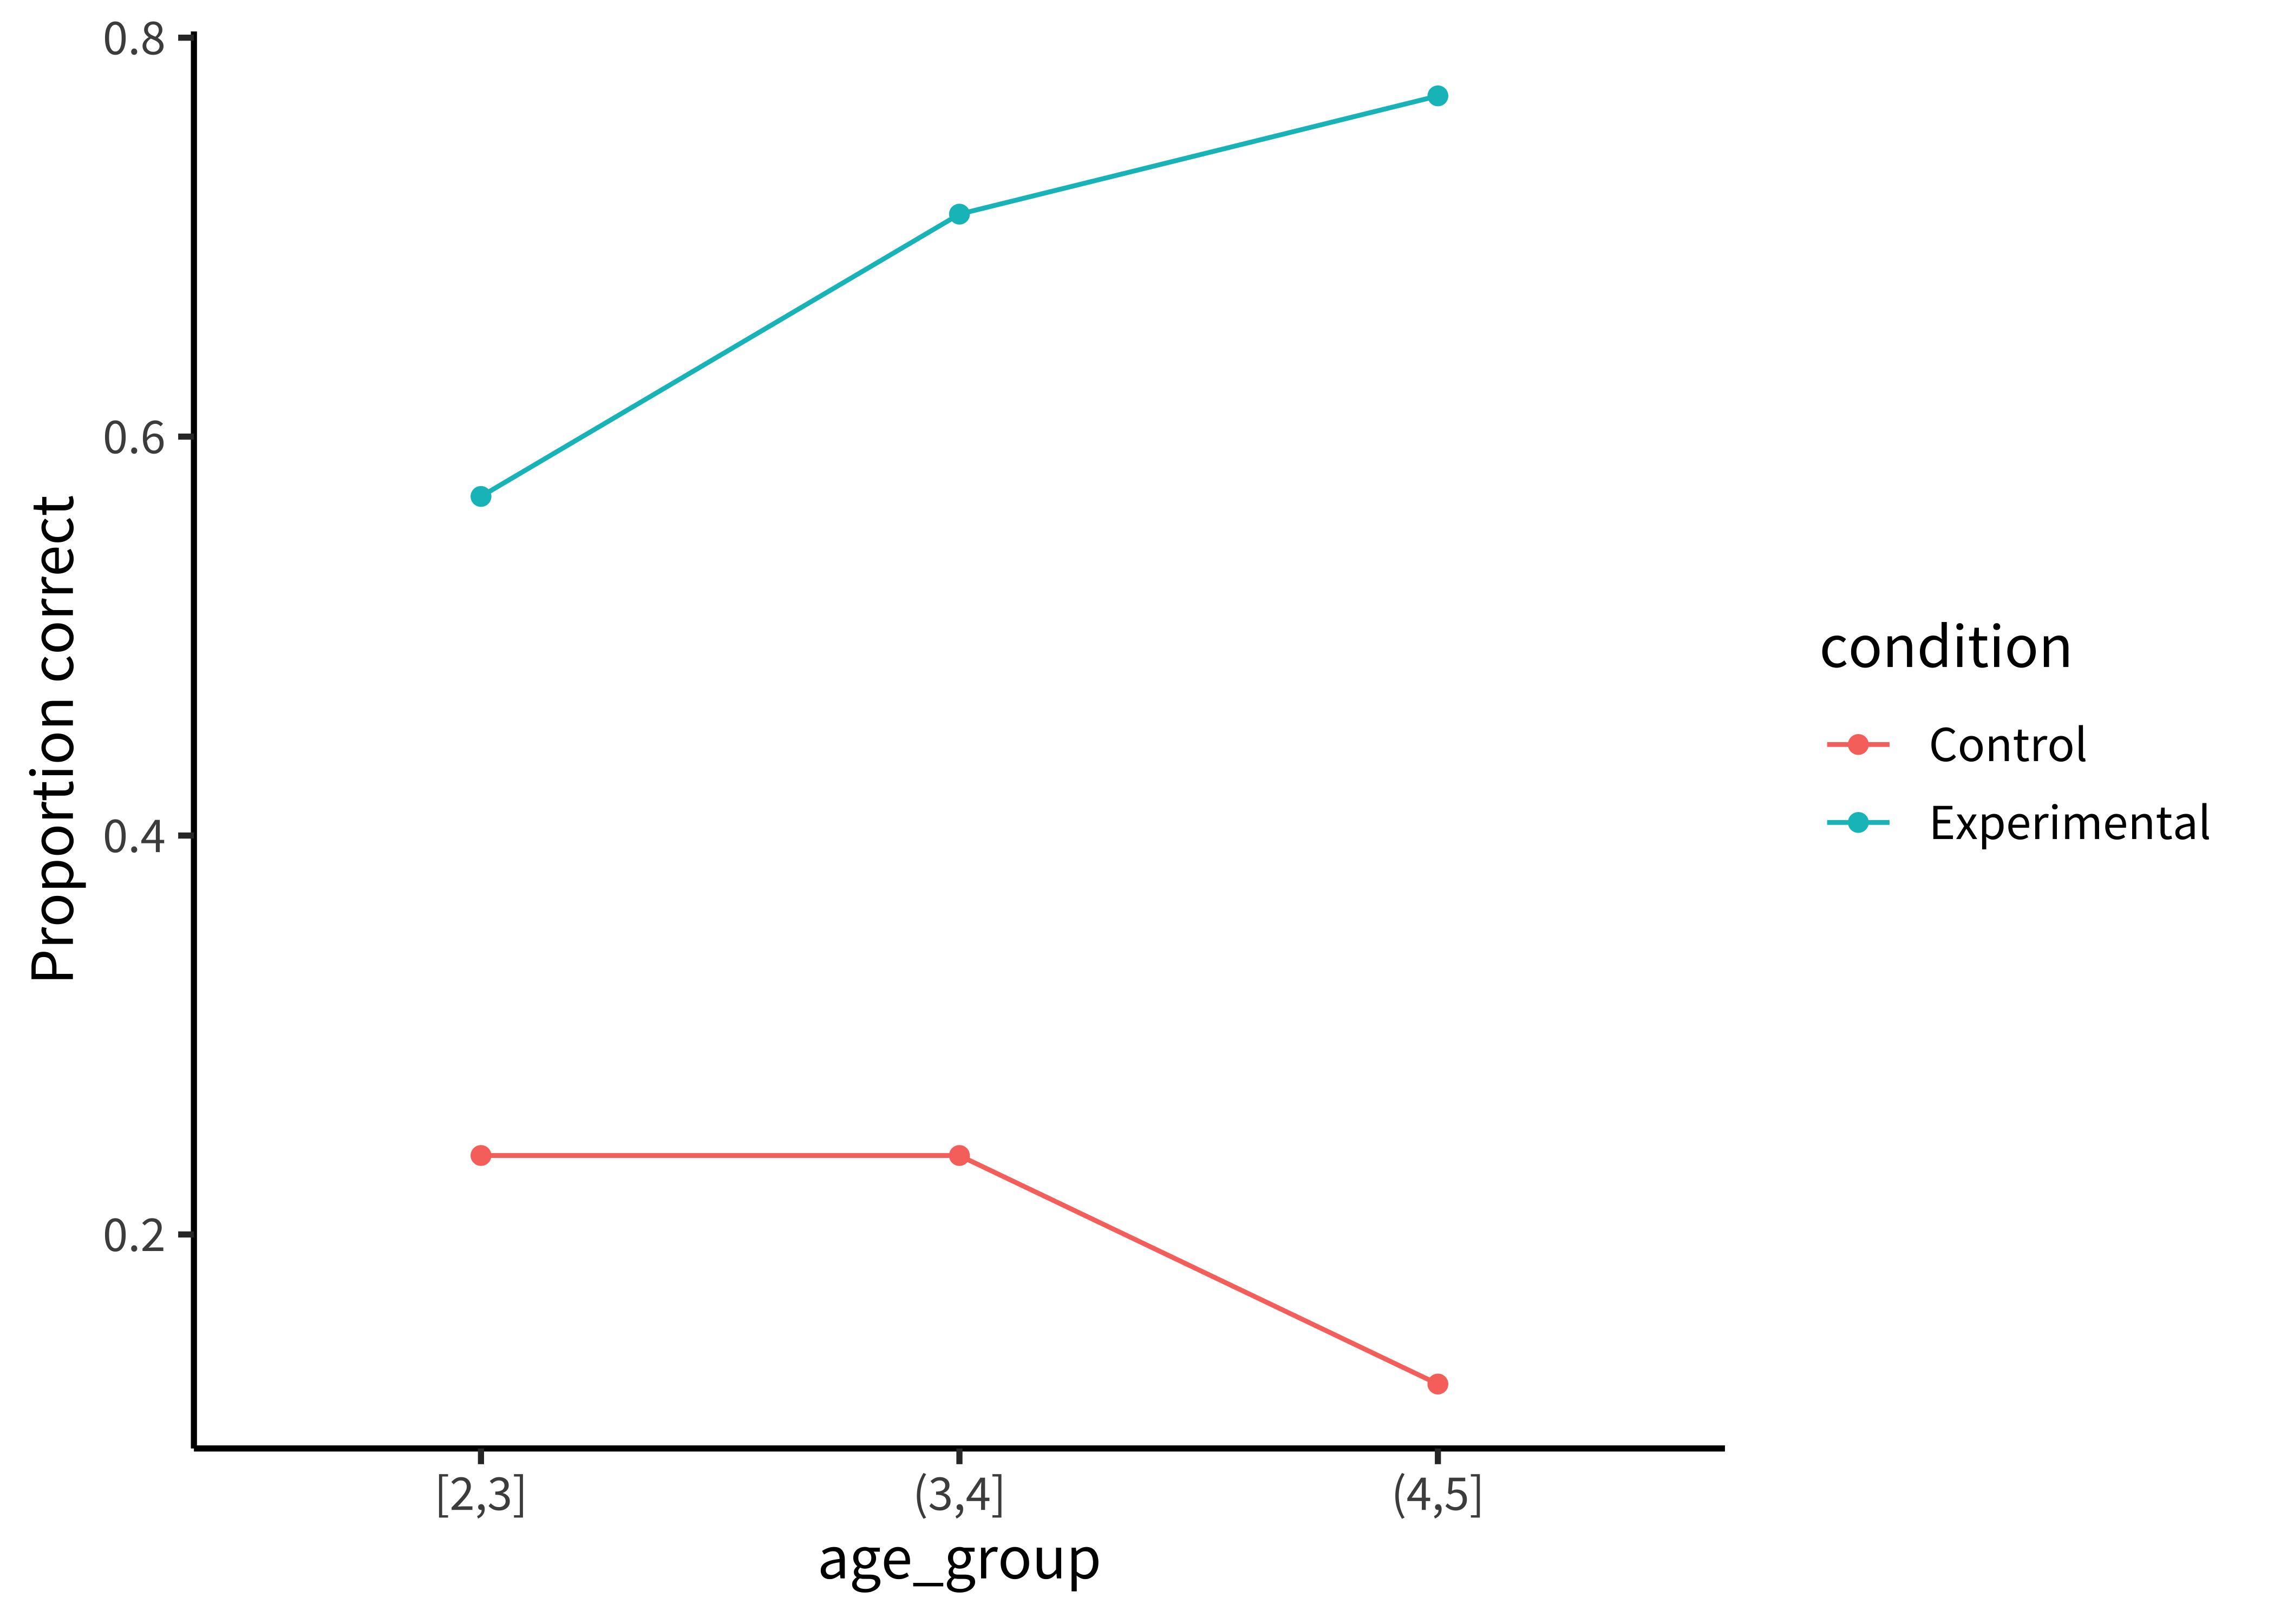 Proportion correct
0.8
0.6
0.4
0.2
[2,3]
(3,4]
(4,5]
age_group
condition
Control
Experimental